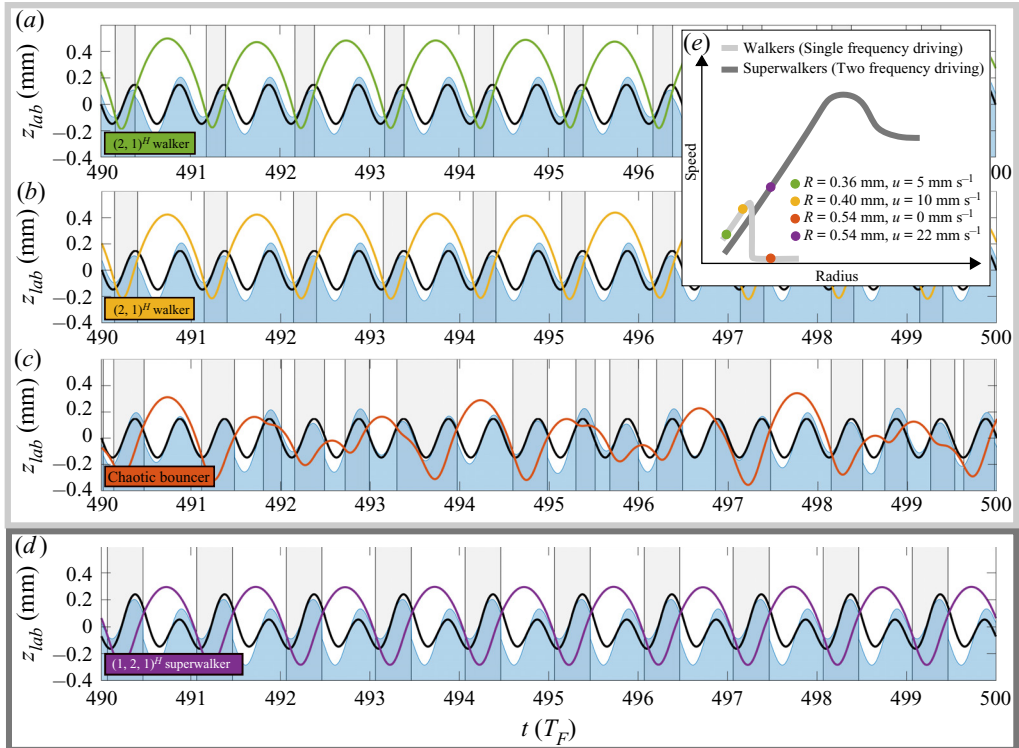 (a)
z_lab (mm)
0.4
0.2
0
−0.2
−0.4
(2, 1)^H walker
490 491 492 493 494 495 496 00
(e)
Walkers (Single frequency driving)
Superwalkers (Two frequency driving)
Speed
R = 0.36 mm, u = 5 mm s⁻¹
R = 0.40 mm, u = 10 mm s⁻¹
R = 0.54 mm, u = 0 mm s⁻¹
R = 0.54 mm, u = 22 mm s⁻¹
Radius
(b)
z_lab (mm)
0.4
0.2
0
−0.2
−0.4
(2, 1)^H walker
490 491 492 493 494 495 496 497 498 499 500
(c)
z_lab (mm)
0.4
0.2
0
−0.2
−0.4
Chaotic bouncer
490 491 492 493 494 495 496 497 498 499 500
(d)
z_lab (mm)
0.4
0.2
0
−0.2
−0.4
(1, 2, 1)^H superwalker
490 491 492 493 494 495 496 497 498 499 500
t (T_F)